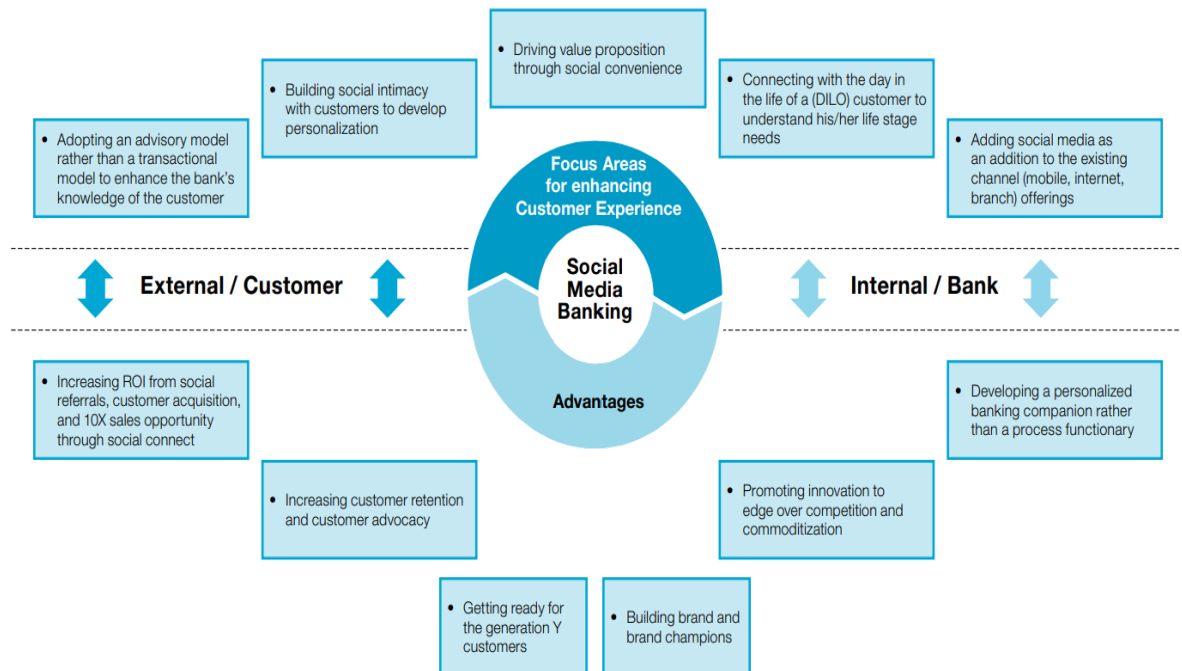 • Driving value proposition
through social convenience
• Building social intimacy
with customers to develop
personalization
• Connecting with the day in
the life of a (DILO) customer to
understand his/her life stage
needs
• Adopting an advisory model
rather than a transactional
model to enhance the bank's
knowledge of the customer
• Adding social media as
an addition to the existing
channel (mobile, internet,
branch) offerings
Focus Areas
for enhancing
Customer Experience
External / Customer
Social
Media
Banking
Internal / Bank
Advantages
• Increasing ROI from social
referrals, customer acquisition,
and 10X sales opportunity
through social connect
• Developing a personalized
banking companion rather
than a process functionary
• Increasing customer retention
and customer advocacy
• Promoting innovation to
edge over competition and
commoditization
• Getting ready for
the generation Y
customers
• Building brand and
brand champions